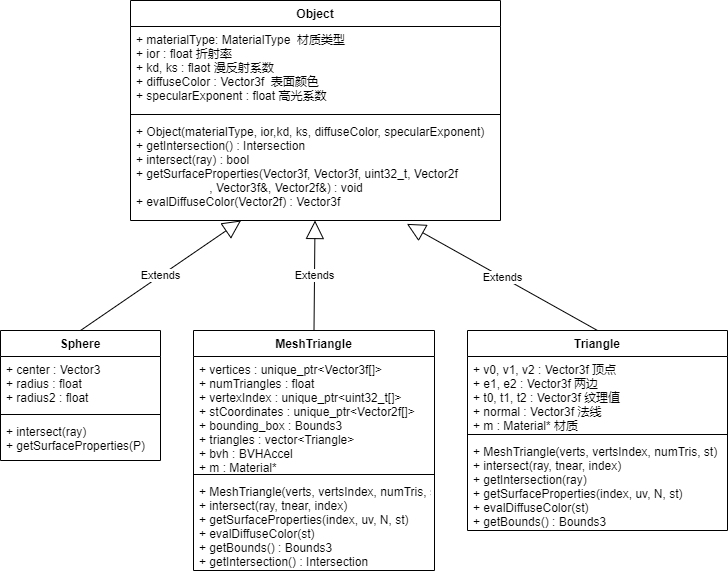 Object
+ materialType: MaterialType 材质类型
+ ior : float 折射率
+ kd, ks : flaot 漫反射系数
+ diffuseColor : Vector3f 表面颜色
+ specularExponent : float 高光系数
+ Object(materialType, ior,kd, ks, diffuseColor, specularExponent)
+ getIntersection() : Intersection
+ intersect(ray) : bool
+ getSurfaceProperties(Vector3f, Vector3f, uint32_t, Vector2f
, Vector3f&, Vector2f&) : void
+ evalDiffuseColor(Vector2f) : Vector3f
Extends
Extends
Extends
Sphere
+ center : Vector3
+ radius : float
+ radius2 : float
+ intersect(ray)
+ getSurfaceProperties(P)
MeshTriangle
+ vertices : unique_ptr<Vector3f[]>
+ numTriangles : float
+ vertexIndex : unique_ptr<uint32_t[]>
+ stCoordinates : unique_ptr<Vector2f[]>
+ bounding_box : Bounds3
+ triangles : vector<Triangle>
+ bvh : BVHAccel
+ m : Material*
+ MeshTriangle(verts, vertsIndex, numTris,
+ intersect(ray, tnear, index)
+ getSurfaceProperties(index, uv, N, st)
+ evalDiffuseColor(st)
+ getBounds() : Bounds3
+ getIntersection() : Intersection
Triangle
+ v0, v1, v2 : Vector3f 顶点
+ e1, e2 : Vector3f 两边
+ t0, t1, t2 : Vector3f 纹理值
+ normal : Vector3f 法线
+ m : Material* 材质
+ MeshTriangle(verts, vertsIndex, numTris, st)
+ intersect(ray, tnear, index)
+ getIntersection(ray)
+ getSurfaceProperties(index, uv, N, st)
+ evalDiffuseColor(st)
+ getBounds() : Bounds3